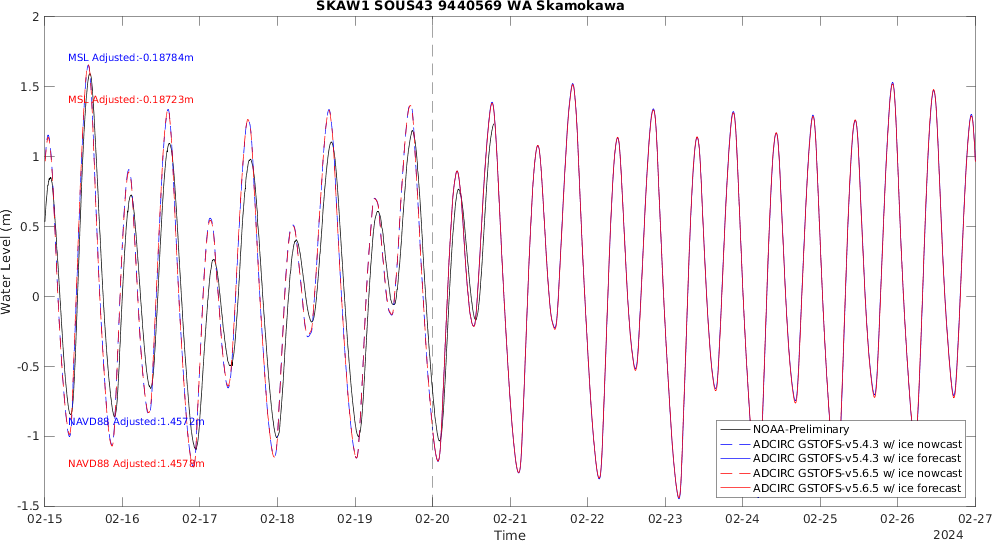 SKAW1 SOUS43 9440569 WA Skamokawa
2
1.5
1
0.5
0
-0.5
-1
-1.5
Water Level (m)
MSL Adjusted:-0.18784m
MSL Adjusted:-0.18723m
NAVD88 Adjusted:1.4572m
NAVD88 Adjusted:1.4578m
NOAA-Preliminary
ADCIRC GSTOFS-v5.4.3 w/ ice nowcast
ADCIRC GSTOFS-v5.4.3 w/ ice forecast
ADCIRC GSTOFS-v5.6.5 w/ ice nowcast
ADCIRC GSTOFS-v5.6.5 w/ ice forecast
02-15 02-16 02-17 02-18 02-19 02-20 02-21 02-22 02-23 02-24 02-25 02-26 02-27
Time
2024